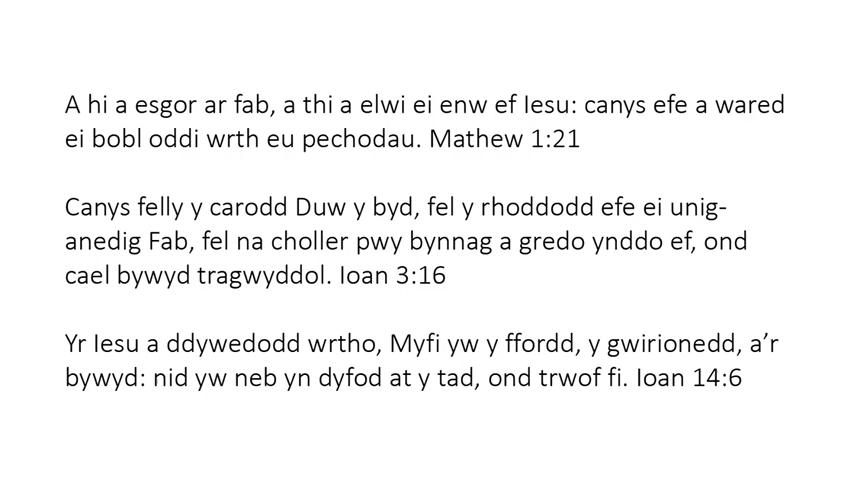 A hi a esgor ar fab, a thi a elwi ei enw ef Iesu: canys efe a wared
ei bobl oddi wrth eu pechodau. Mathew 1:21
Canys felly y carodd Duw y byd, fel y rhoddodd efe ei unig-
anedig Fab, fel na choller pwy bynnag a gredo ynddo ef, ond
cael bywyd tragwyddol. Ioan 3:16
Yr Iesu a ddywedodd wrtho, Myfi yw y ffordd, y gwirionedd, a’r
bywyd: nid yw neb yn dyfod at y tad, ond trwof fi. Ioan 14:6